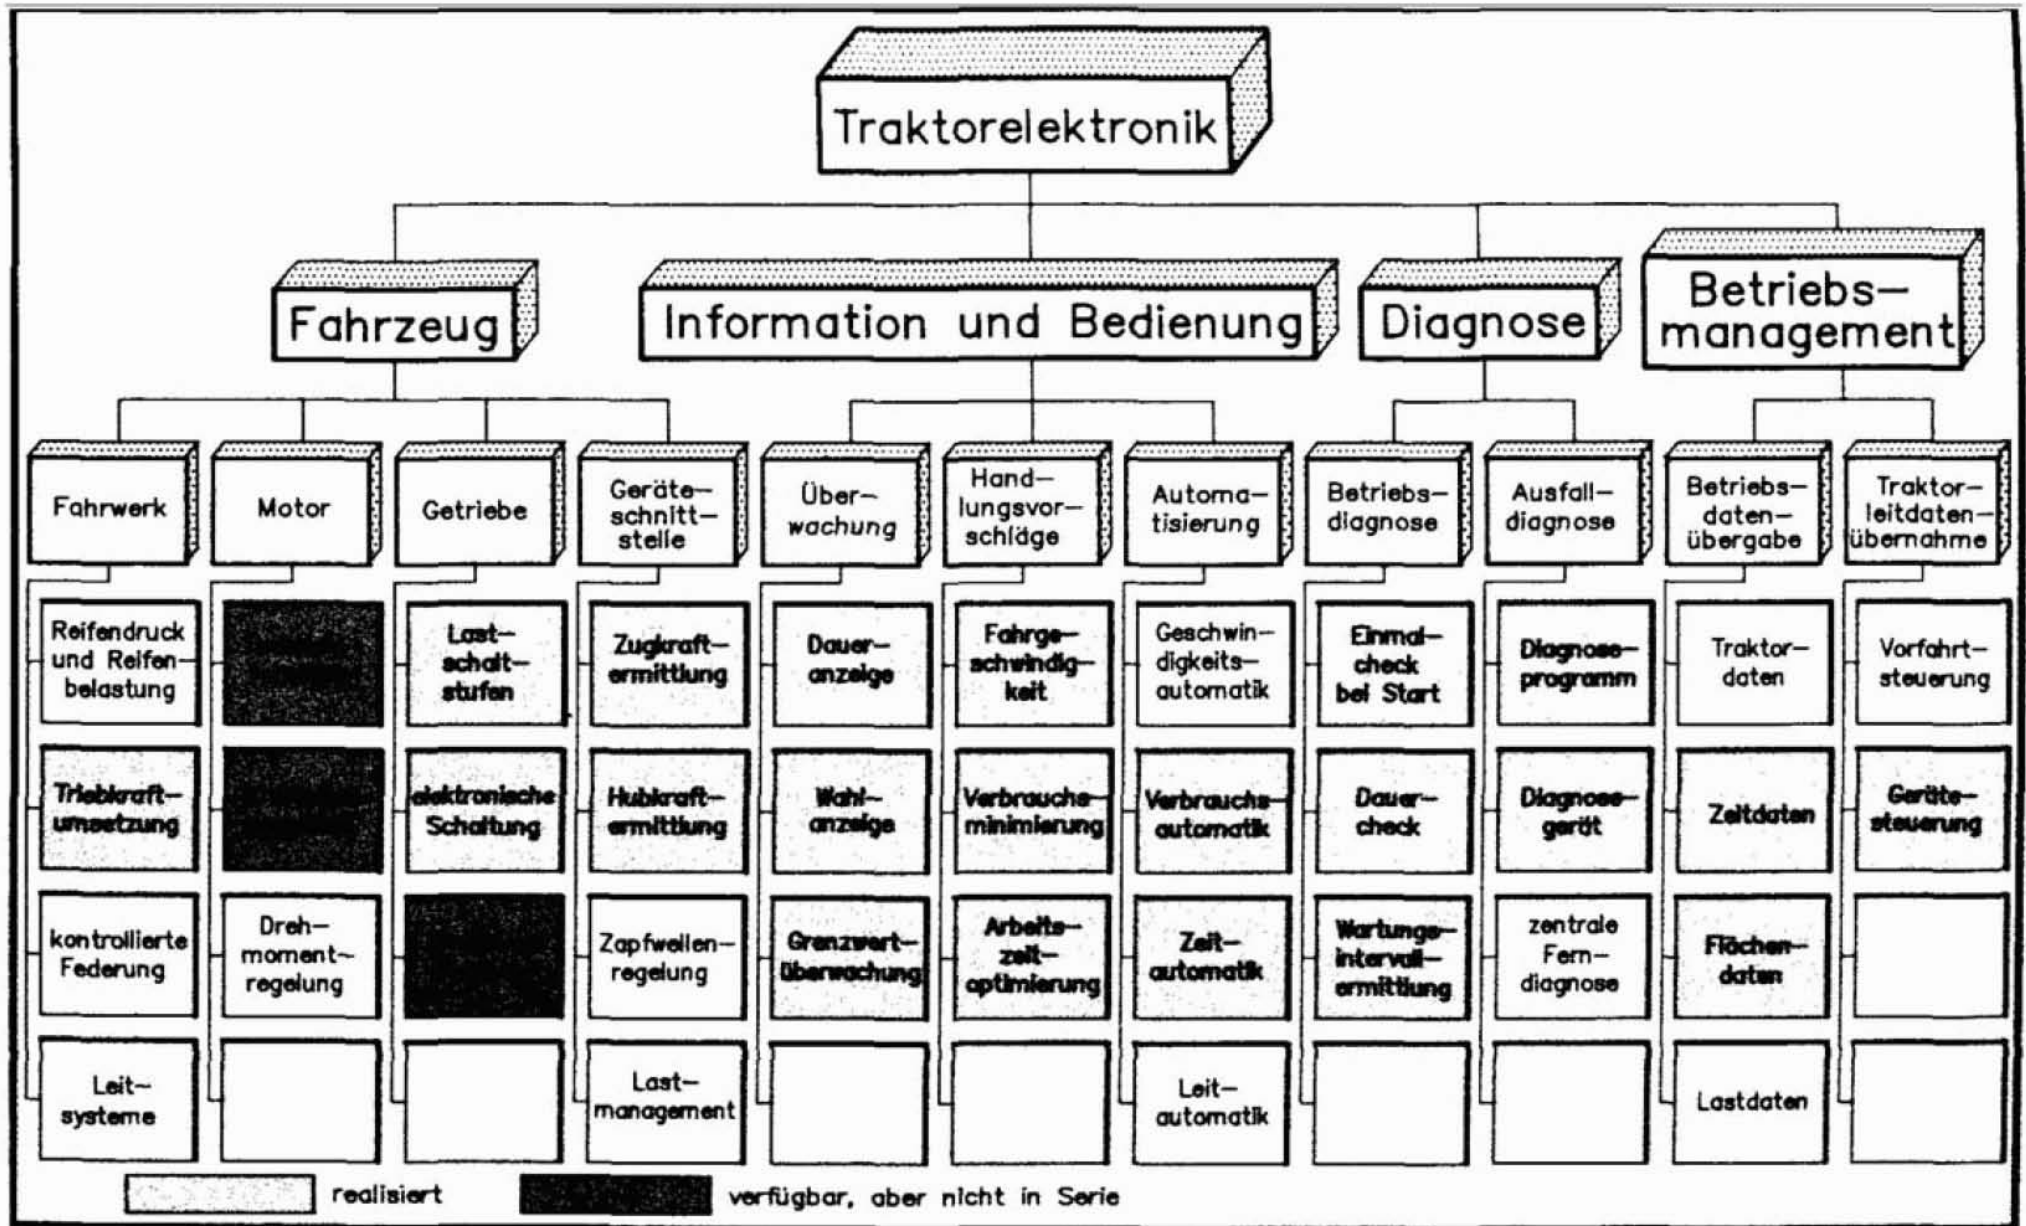 Traktorelektronik
Fahrzeug
Information und Bedienung
Diagnose
Betriebs-
management
Fahrwerk
Motor
Getriebe
Geräte-
schnitt-
stelle
Über-
wachung
Hand-
lungsvor-
schläge
Automa-
tisierung
Betriebs-
diagnose
Ausfall-
diagnose
Betriebs-
daten-
übergabe
Traktor-
leitdaten-
übernahme
Reifendruck
und Reifen-
belastung
Last-
schalt-
stufen
Zugkraft-
ermittlung
Dauer-
anzeige
Fahrge-
schwindig-
keit
Geschwin-
digkeits-
automatik
Einmal-
check
bei Start
Diagnose-
programm
Traktor-
daten
Vorfahrt-
steuerung
Triebkraft-
umsetzung
elektronische
Schaltung
Hubkraft-
ermittlung
Wahl-
anzeige
Verbrauchs-
minimierung
Verbrauchs-
automatik
Dauer-
check
Diagnose-
gerät
Zeitdaten
Geräte-
steuerung
kontrollierte
Federung
Dreh-
moment-
regelung
Zapfwellen-
regelung
Grenzwert-
überwachung
Arbeits-
zeit-
optimierung
Zeit-
automatik
Wartungs-
intervall-
ermittlung
zentrale
Fern-
diagnose
Flächen-
daten
Leit-
systeme
Last-
management
Leit-
automatik
Lastdaten
realisiert
verfügbar, aber nicht in Serie